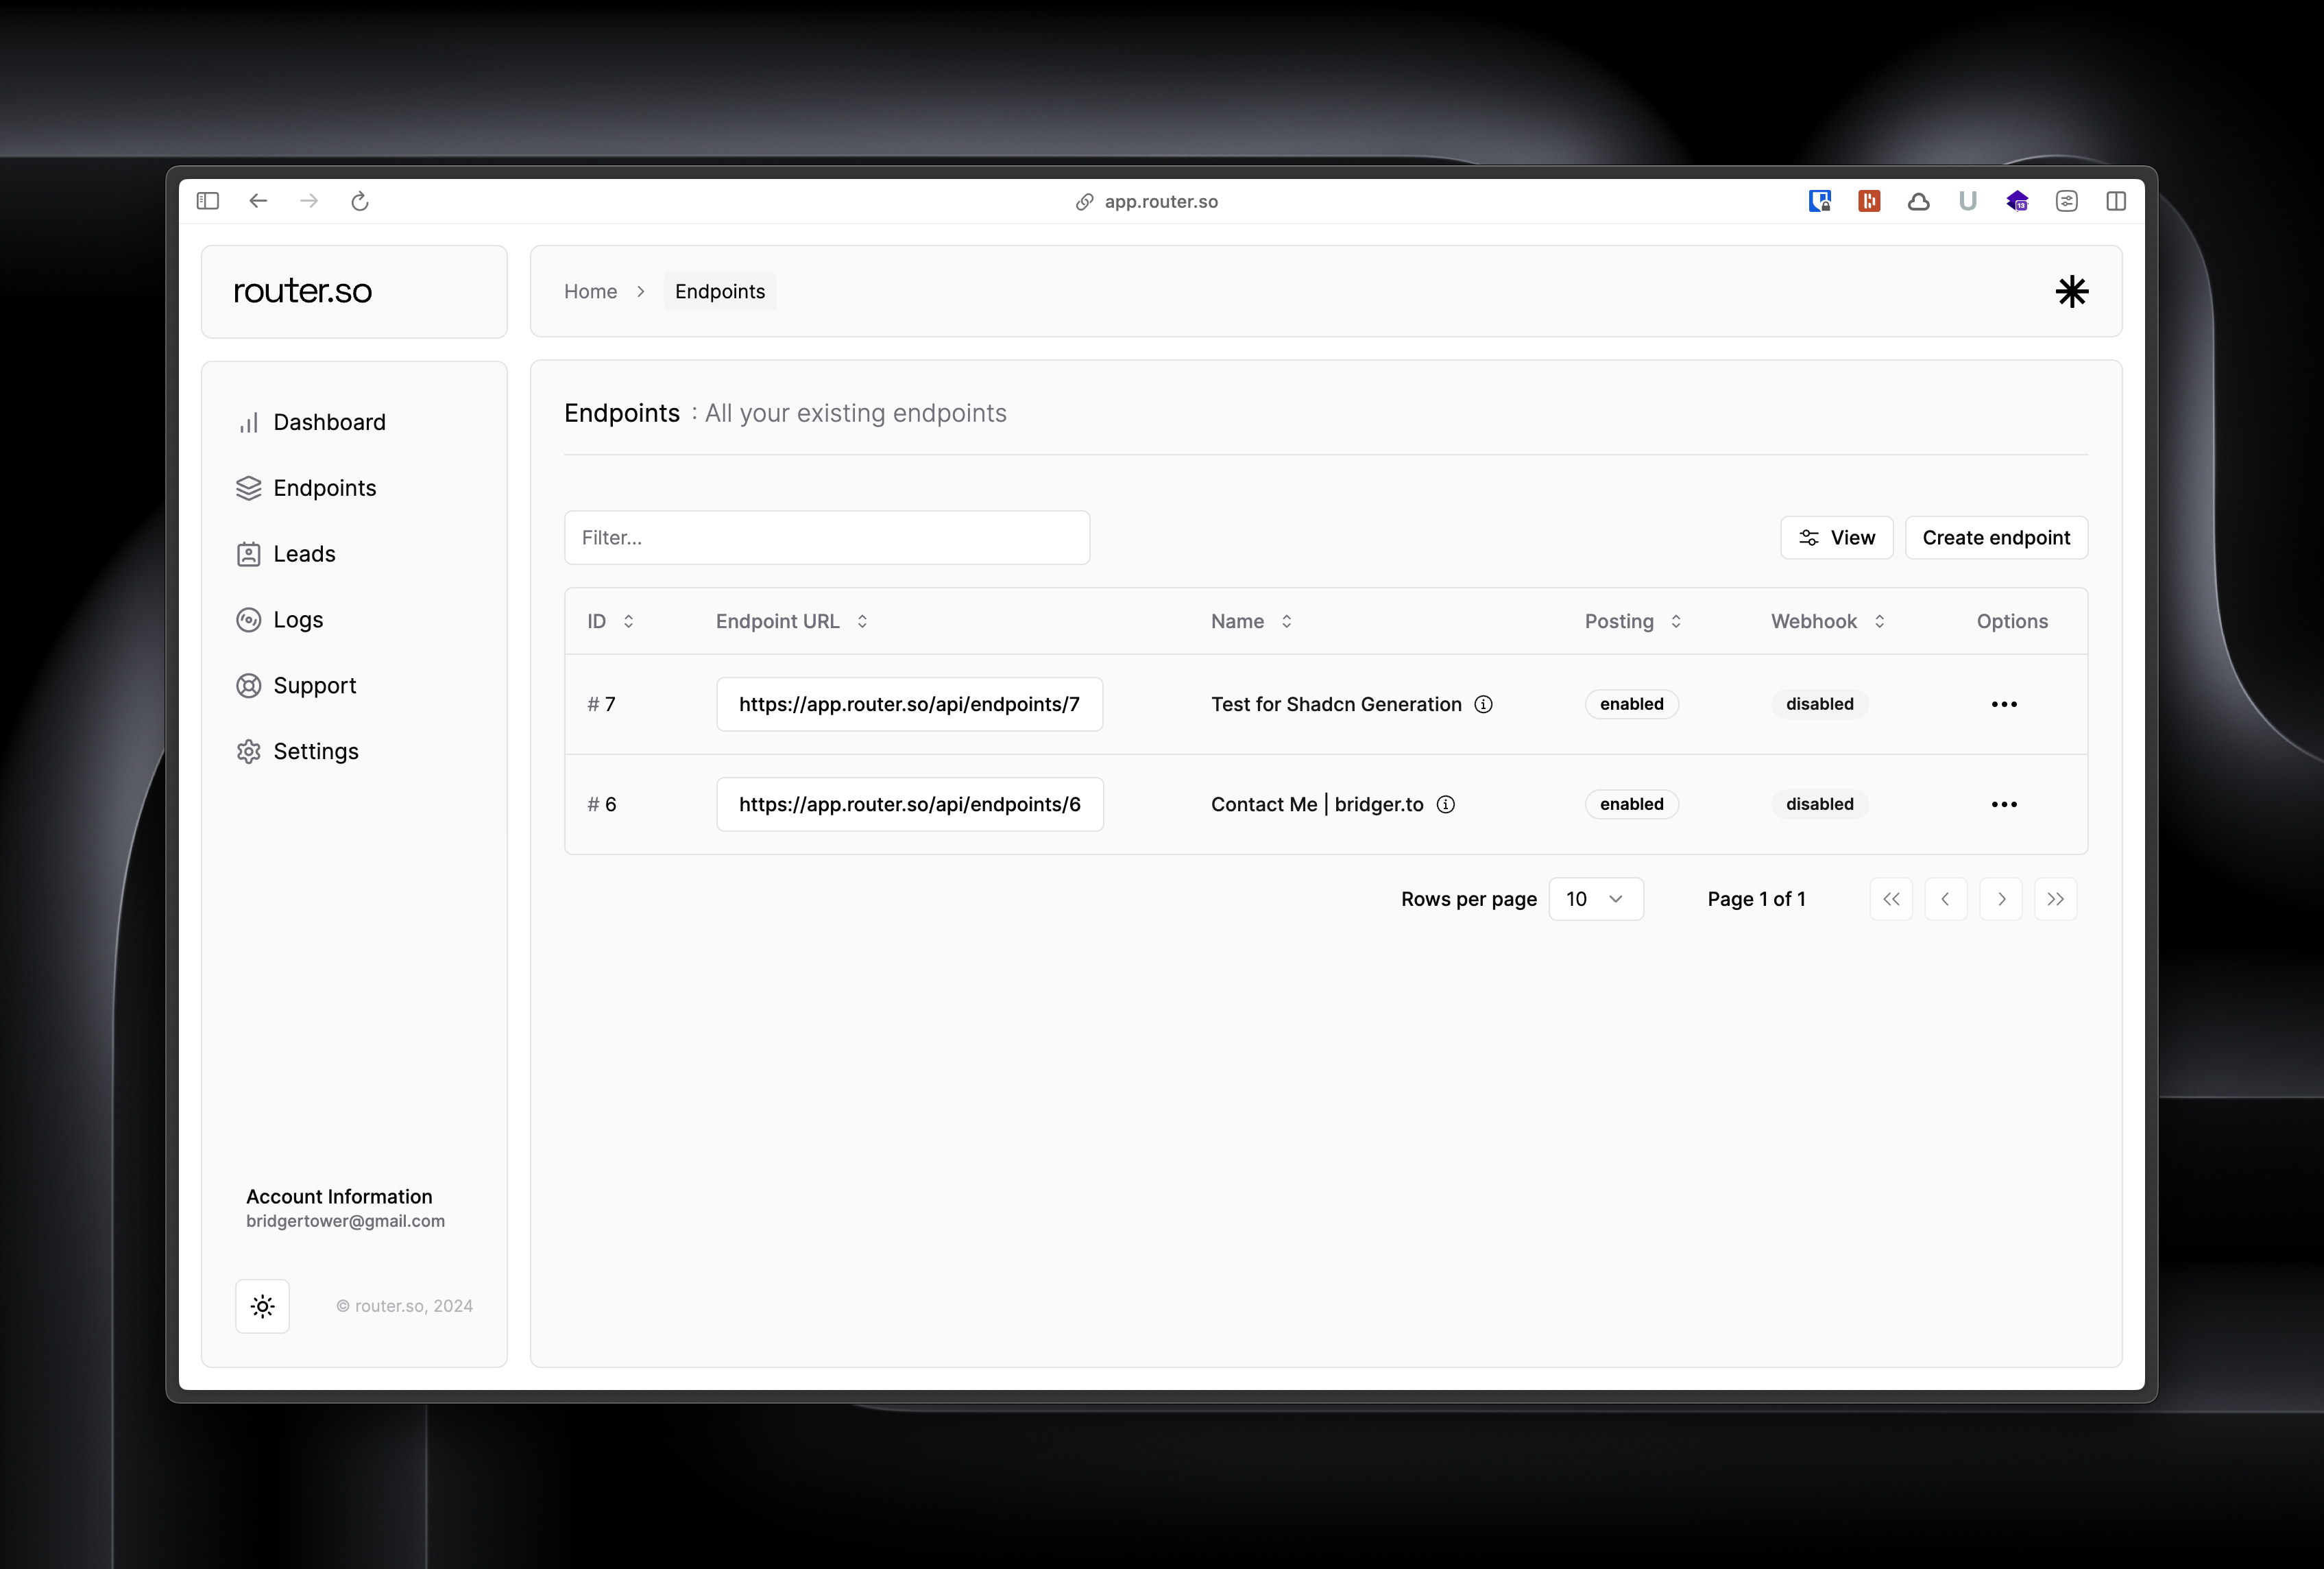 app.router.so
13
router.so
Home > Endpoints
Dashboard
Endpoints
Leads
Logs
Support
Settings
Account Information
bridgertower@gmail.com
© router.so, 2024
Endpoints : All your existing endpoints
Filter...
View
Create endpoint
ID Endpoint URL Name Posting Webhook Options
# 7 https://app.router.so/api/endpoints/7 Test for Shadcn Generation enabled disabled
# 6 https://app.router.so/api/endpoints/6 Contact Me | bridger.to enabled disabled
Rows per page 10 Page 1 of 1